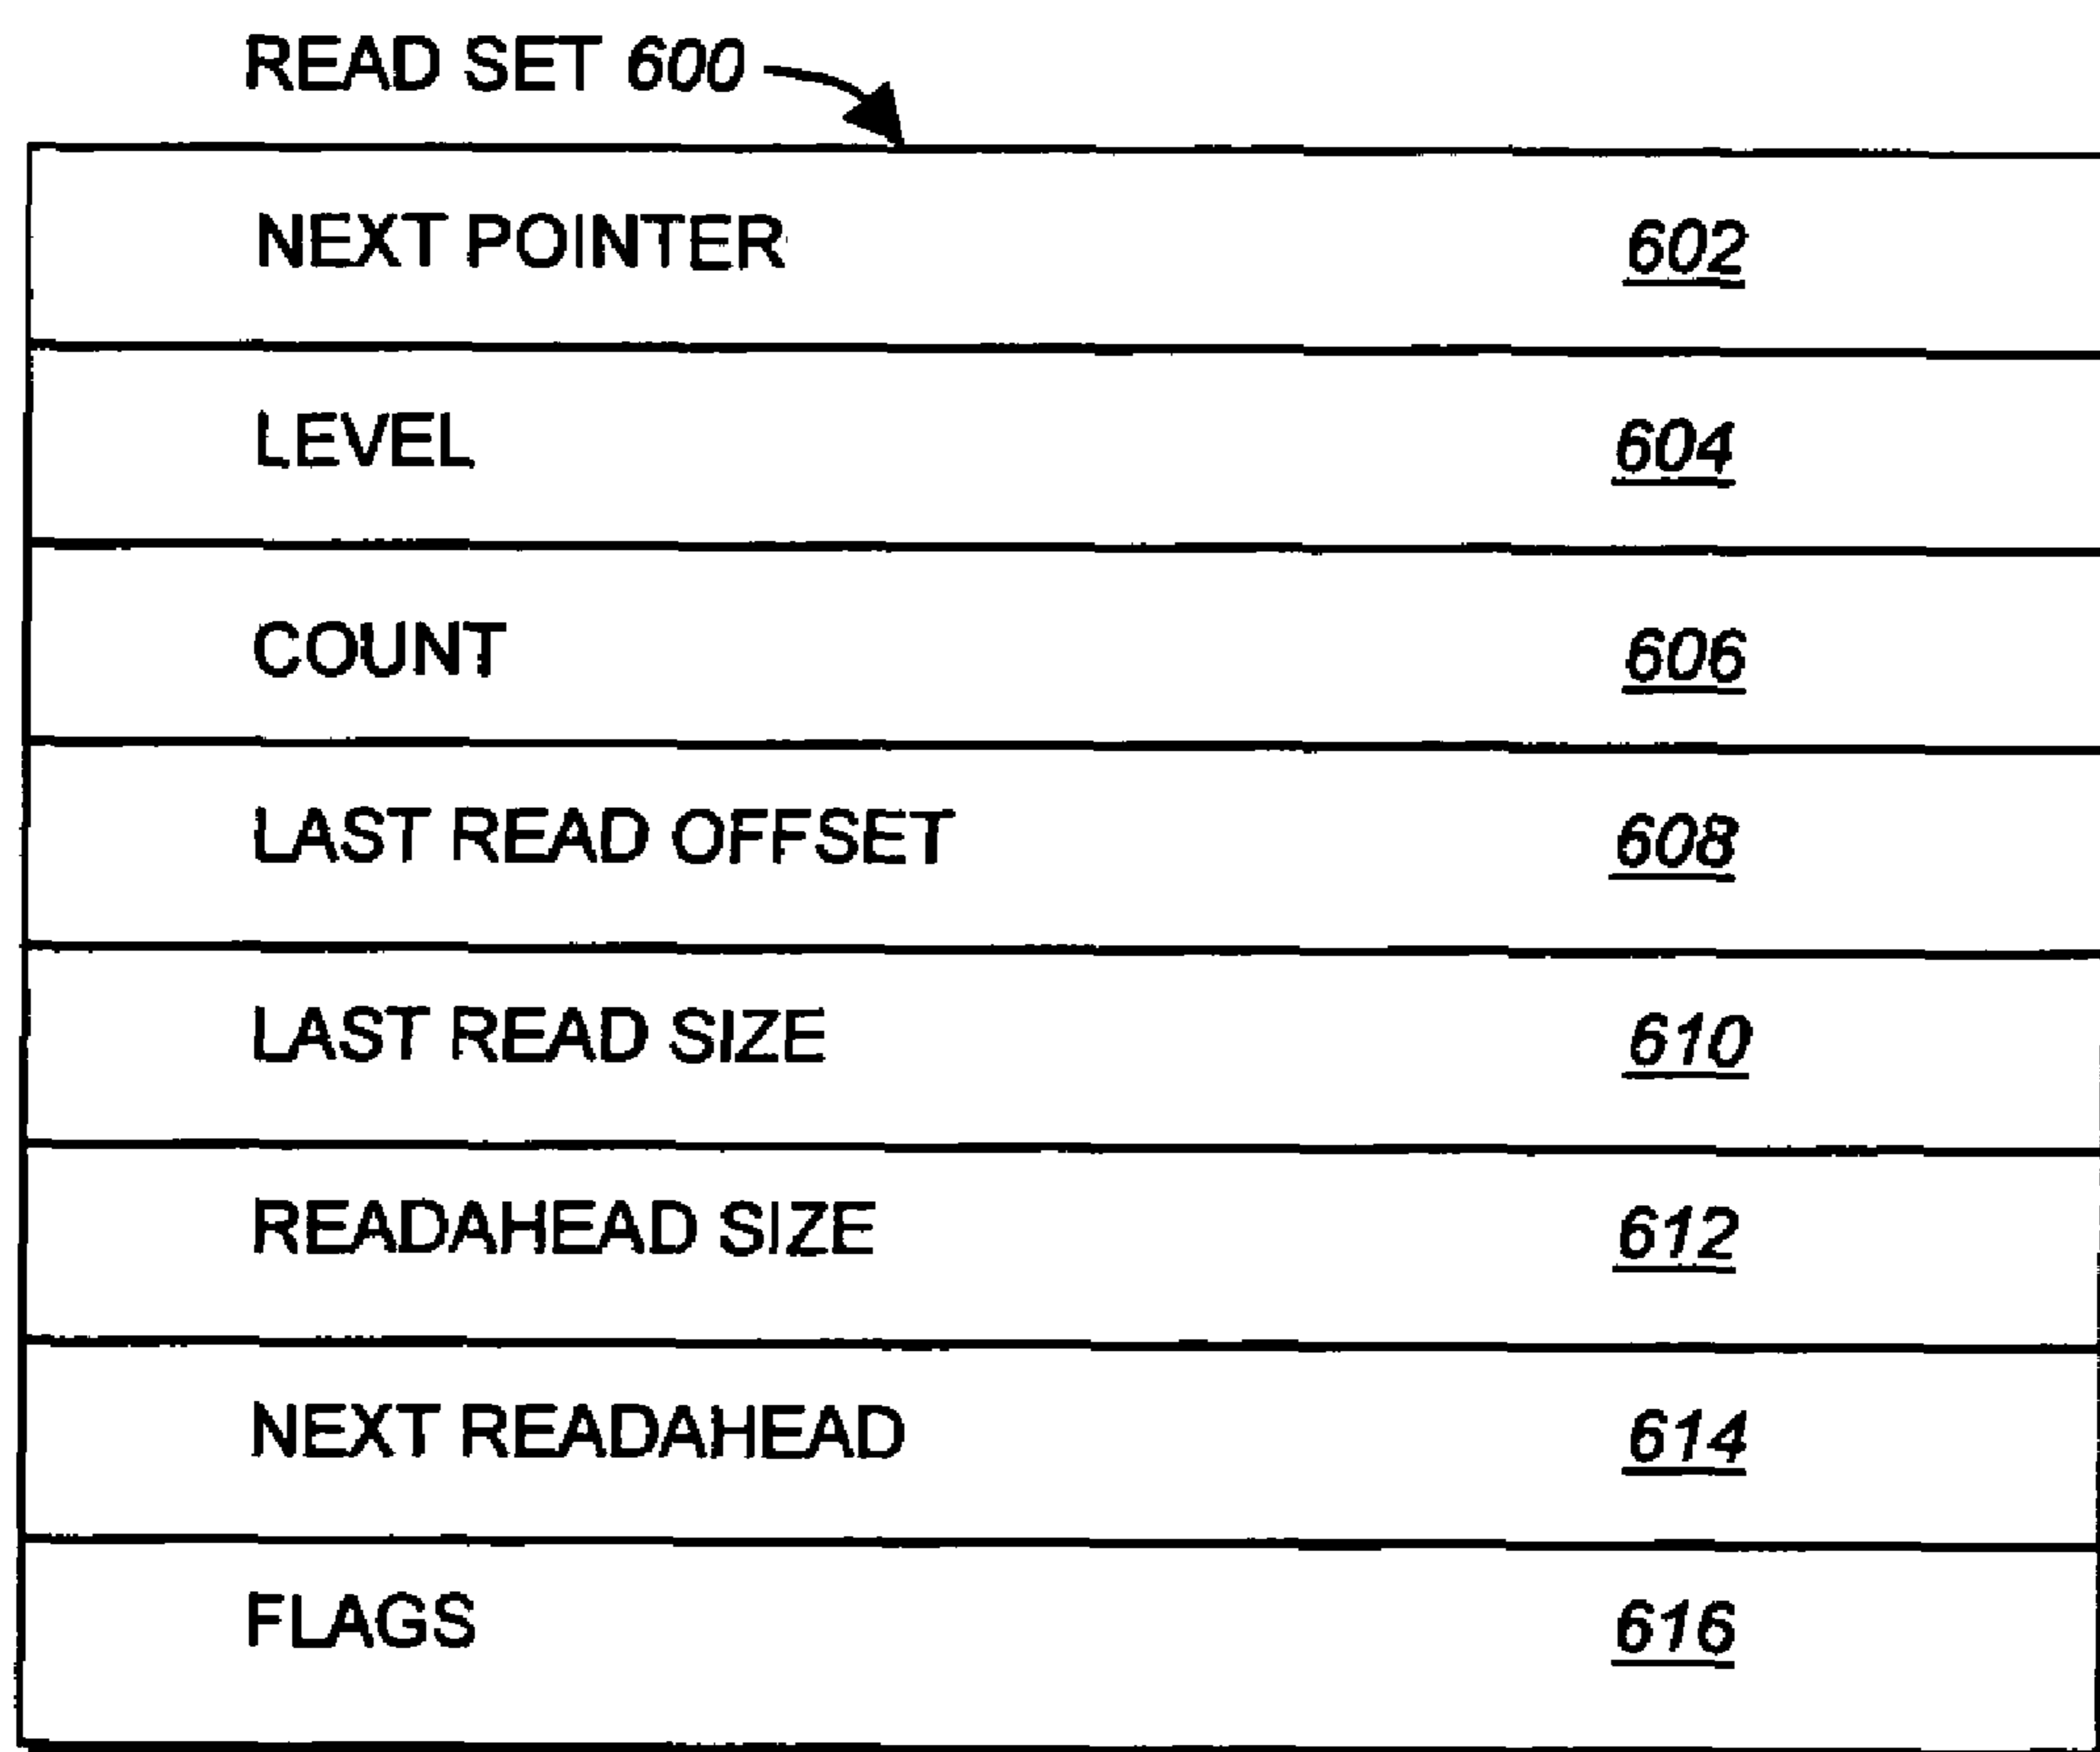 READ SET 600
NEXT POINTER 602
LEVEL 604
COUNT 606
LAST READ OFFSET 608
LAST READ SIZE 610
READAHEAD SIZE 612
NEXT READAHEAD 614
FLAGS 616